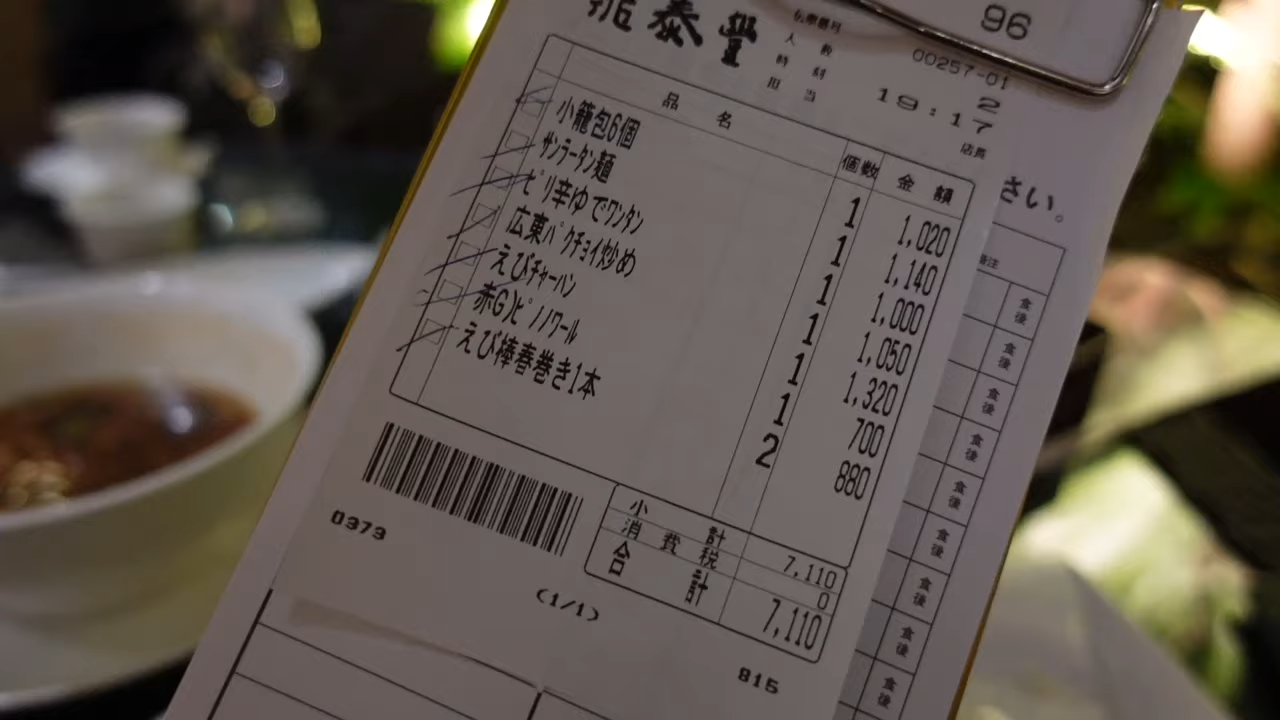 96
泰豐
伝票番号 00257-01
人数 2
時刻 19:17
担当 店長
品名 個数 金額
小籠包6個 1 1,020
サンラータン麺 1 1,140
ピリ辛ゆでワンタン 1 1,000
広東パクチョイ炒め 1 1,050
えびチャーハン 1 1,320
赤G)ピノノワール 1 700
えび棒春巻き1本 2 880
小計 7,110
消費税 0
合計 7,110
0373
(1/1)
815
さい。
食後
食後
食後
食後
食後
食後
食後
食後
食後